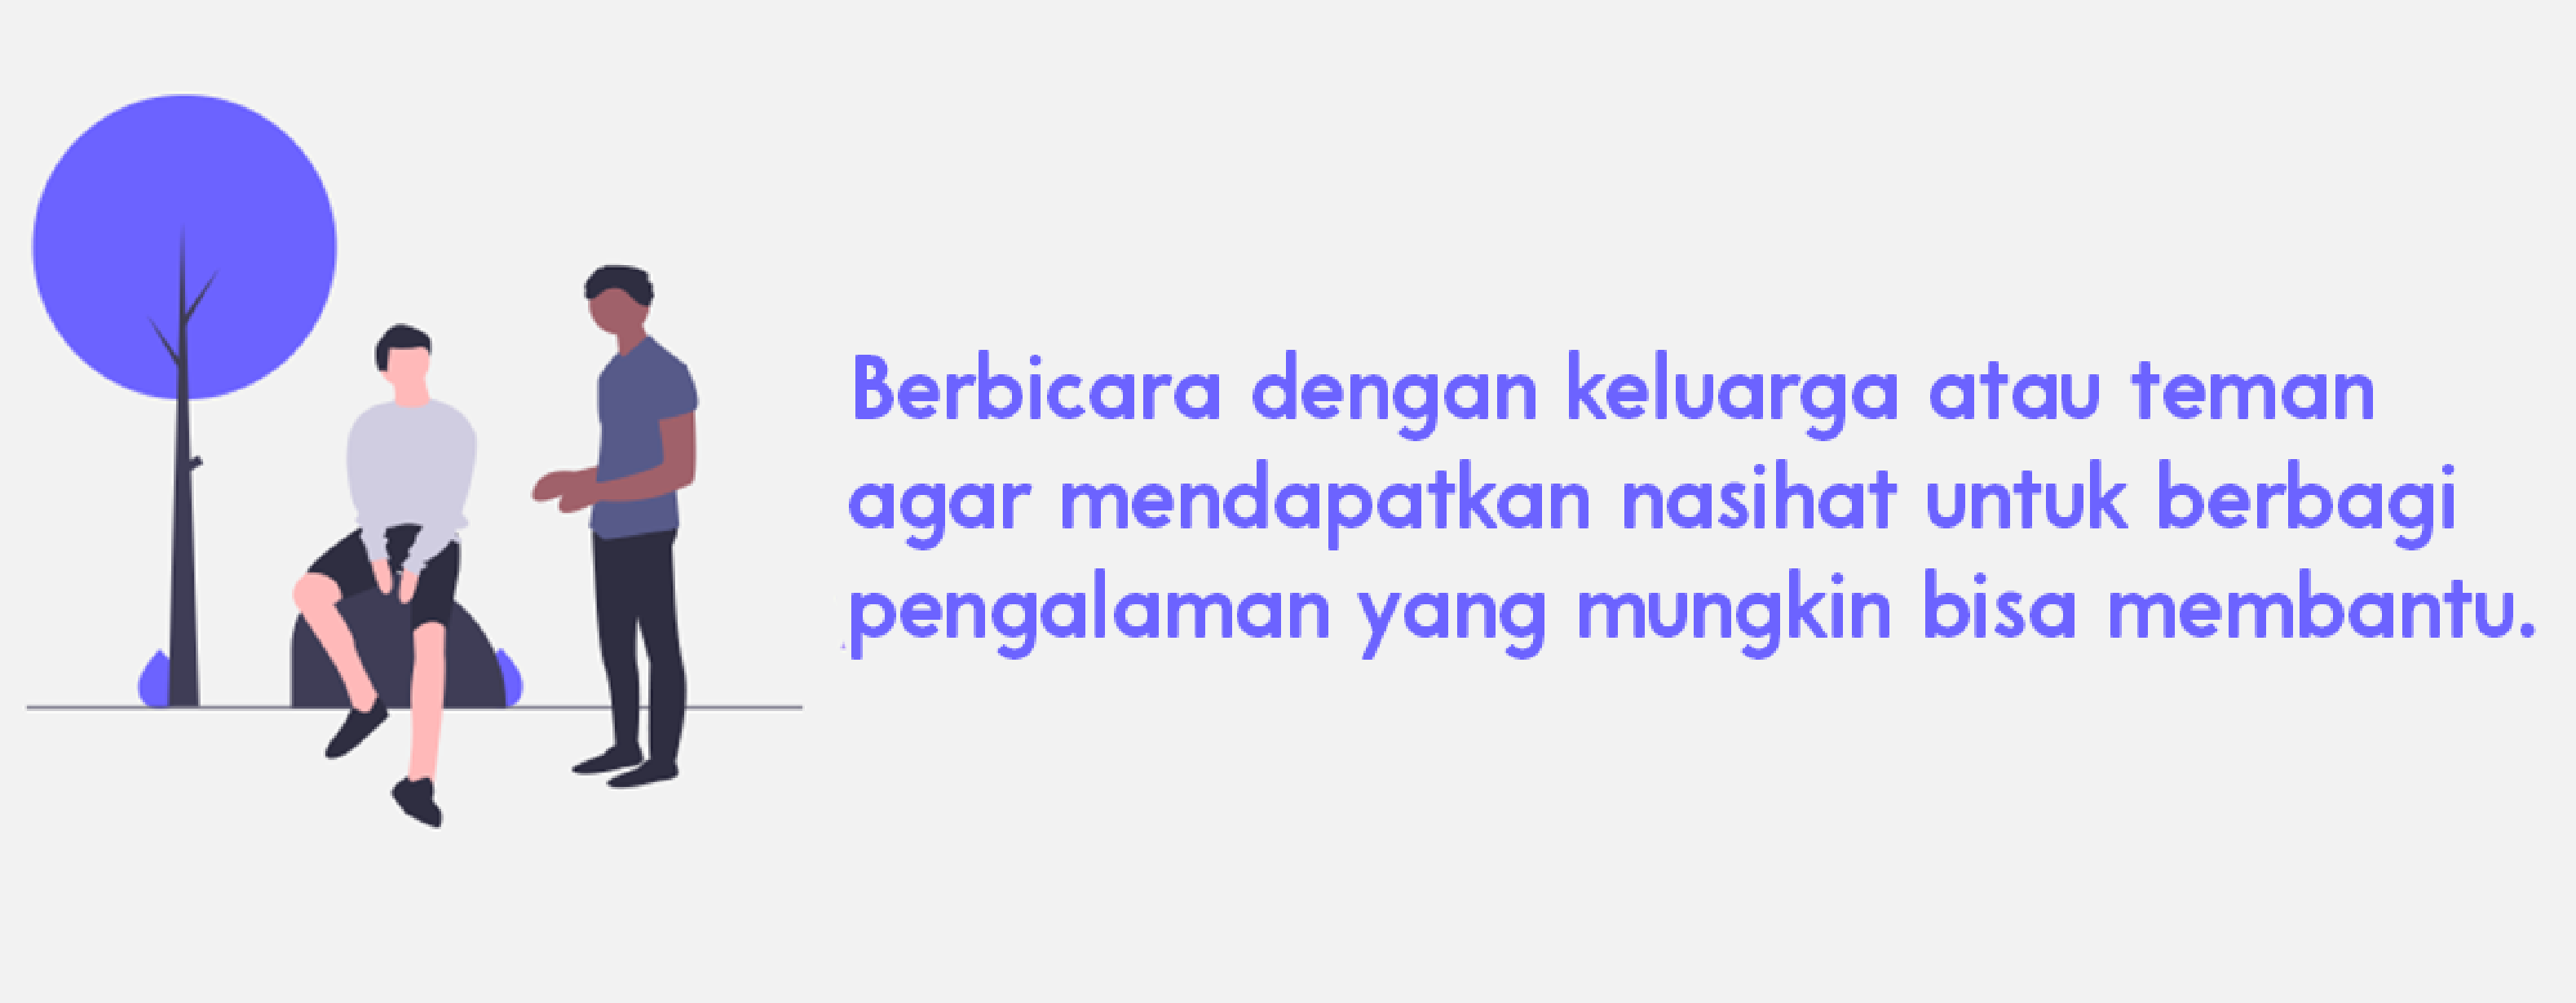 Berbicara dengan keluarga atau teman
agar mendapatkan nasihat untuk berbagi
pengalaman yang mungkin bisa membantu.